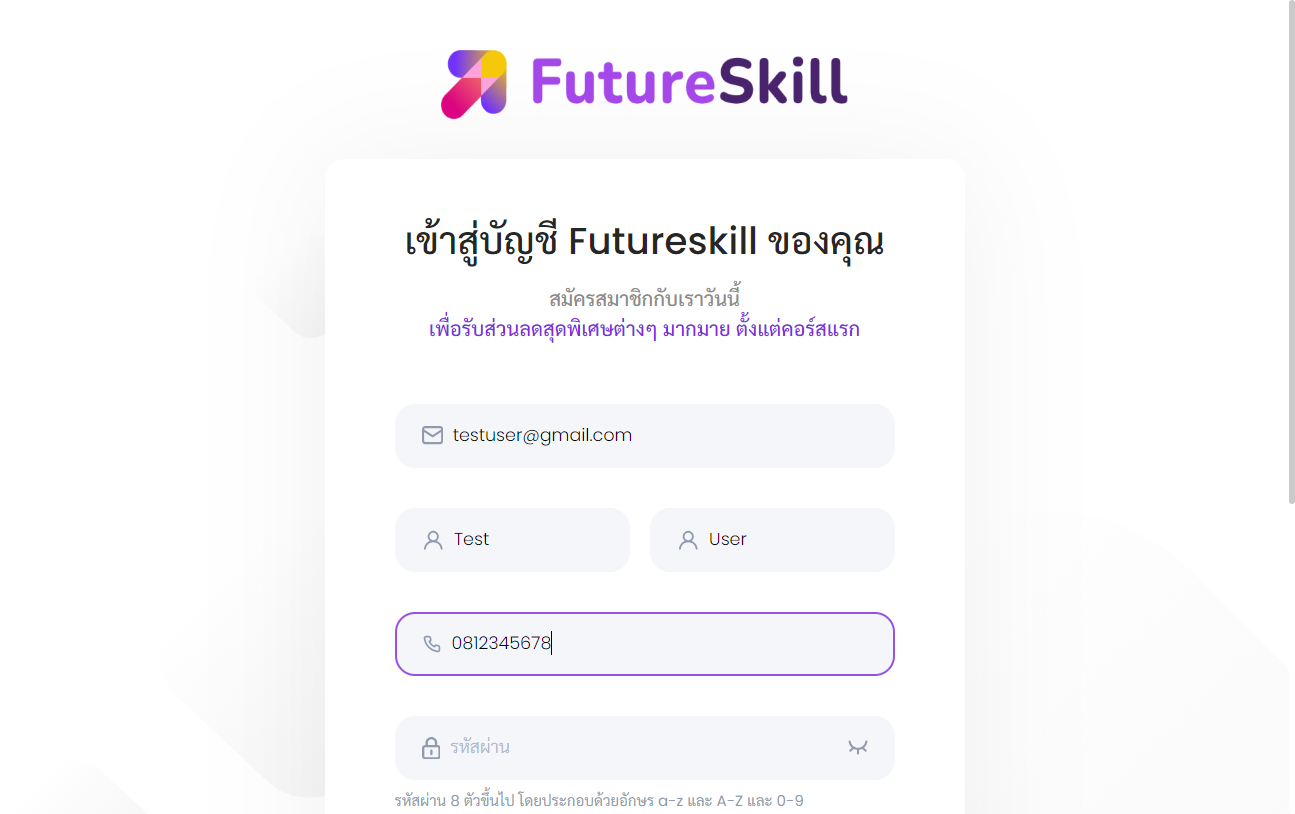 FutureSkill
เข้าสู่บัญชี Futureskill ของคุณ
สมัครสมาชิกกับเราวันนี้
เพื่อรับส่วนลดสุดพิเศษต่างๆ มากมาย ตั้งแต่คอร์สแรก
testuser@gmail.com
Test
User
0812345678
รหัสผ่าน
รหัสผ่าน 8 ตัวขึ้นไป โดยประกอบด้วยอักษร a-z และ A-Z และ 0-9